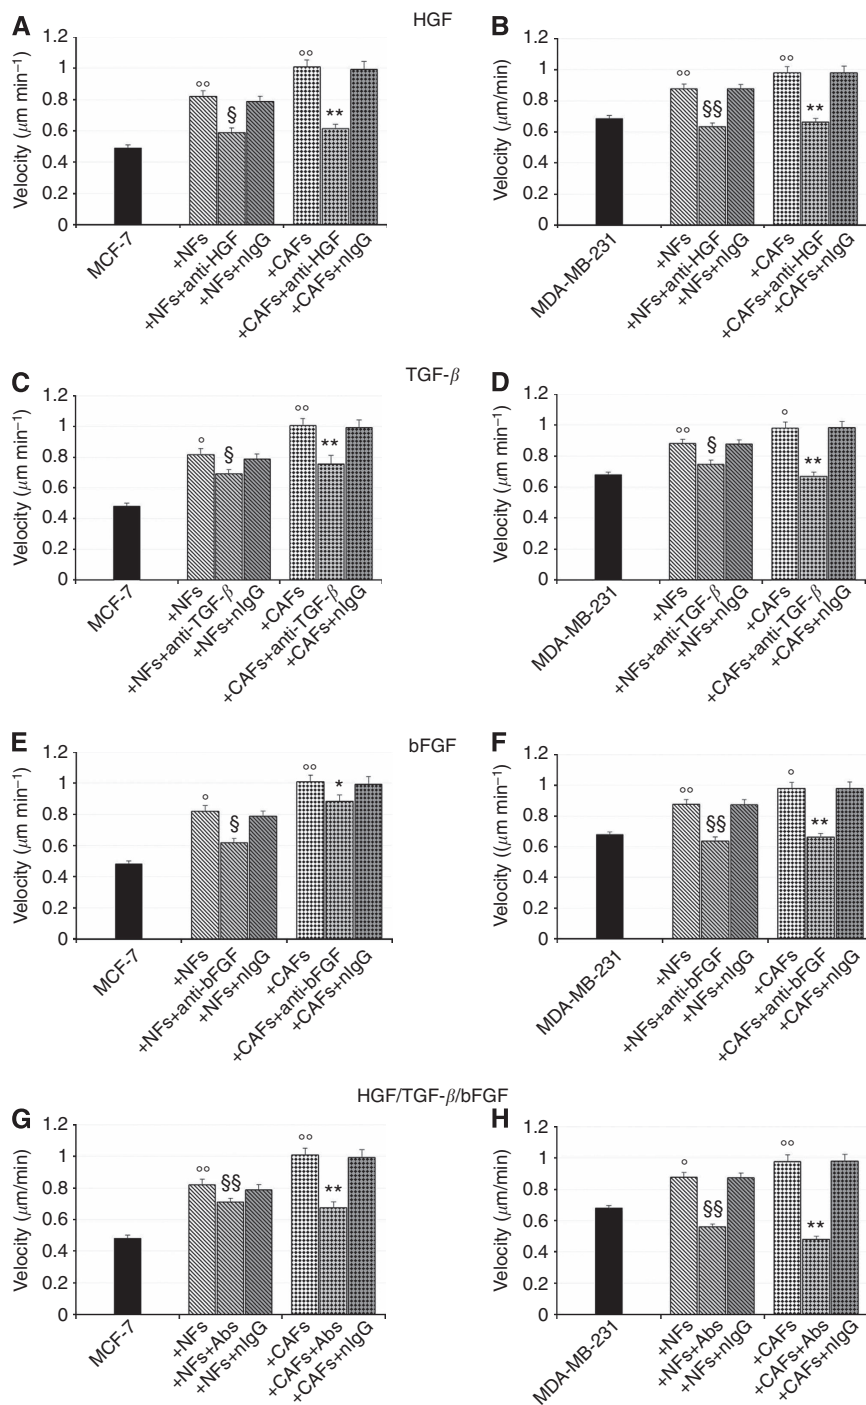 HGF
A
Velocity (μm min⁻¹)
1.2
1
0.8
0.6
0.4
0.2
0
°°
§
°°
**
MCF-7
+NFs
+NFs+anti-HGF
+NFs+nIgG
+CAFs
+CAFs+anti-HGF
+CAFs+nIgG
B
Velocity (μm/min)
1.2
1
0.8
0.6
0.4
0.2
0
°°
§§
°°
**
MDA-MB-231
+NFs
+NFs+anti-HGF
+NFs+nIgG
+CAFs
+CAFs+anti-HGF
+CAFs+nIgG
TGF-β
C
Velocity (μm min⁻¹)
1.2
1
0.8
0.6
0.4
0.2
0
°
§
°°
**
MCF-7
+NFs
+NFs+anti-TGF-β
+NFs+nIgG
+CAFs
+CAFs+anti-TGF-β
+CAFs+nIgG
D
Velocity (μm min⁻¹)
1.2
1
0.8
0.6
0.4
0.2
0
°°
§
°
**
MDA-MB-231
+NFs
+NFs+anti-TGF-β
+NFs+nIgG
+CAFs
+CAFs+anti-TGF-β
+CAFs+nIgG
bFGF
E
Velocity (μm min⁻¹)
1.2
1
0.8
0.6
0.4
0.2
0
°
§
°°
*
MCF-7
+NFs
+NFs+anti-bFGF
+NFs+nIgG
+CAFs
+CAFs+anti-bFGF
+CAFs+nIgG
F
Velocity ((μm min⁻¹)
1.2
1
0.8
0.6
0.4
0.2
0
°°
§§
°
**
MDA-MB-231
+NFs
+NFs+anti-bFGF
+NFs+nIgG
+CAFs
+CAFs+anti-bFGF
+CAFs+nIgG
HGF/TGF-β/bFGF
G
Velocity (μm/min)
1.2
1
0.8
0.6
0.4
0.2
0
°°
§§
°°
**
MCF-7
+NFs
+NFs+Abs
+NFs+nIgG
+CAFs
+CAFs+Abs
+CAFs+nIgG
H
Velocity (μm/min)
1.2
1
0.8
0.6
0.4
0.2
0
°
§§
°°
**
MDA-MB-231
+NFs
+NFs+Abs
+NFs+nIgG
+CAFs
+CAFs+Abs
+CAFs+nIgG